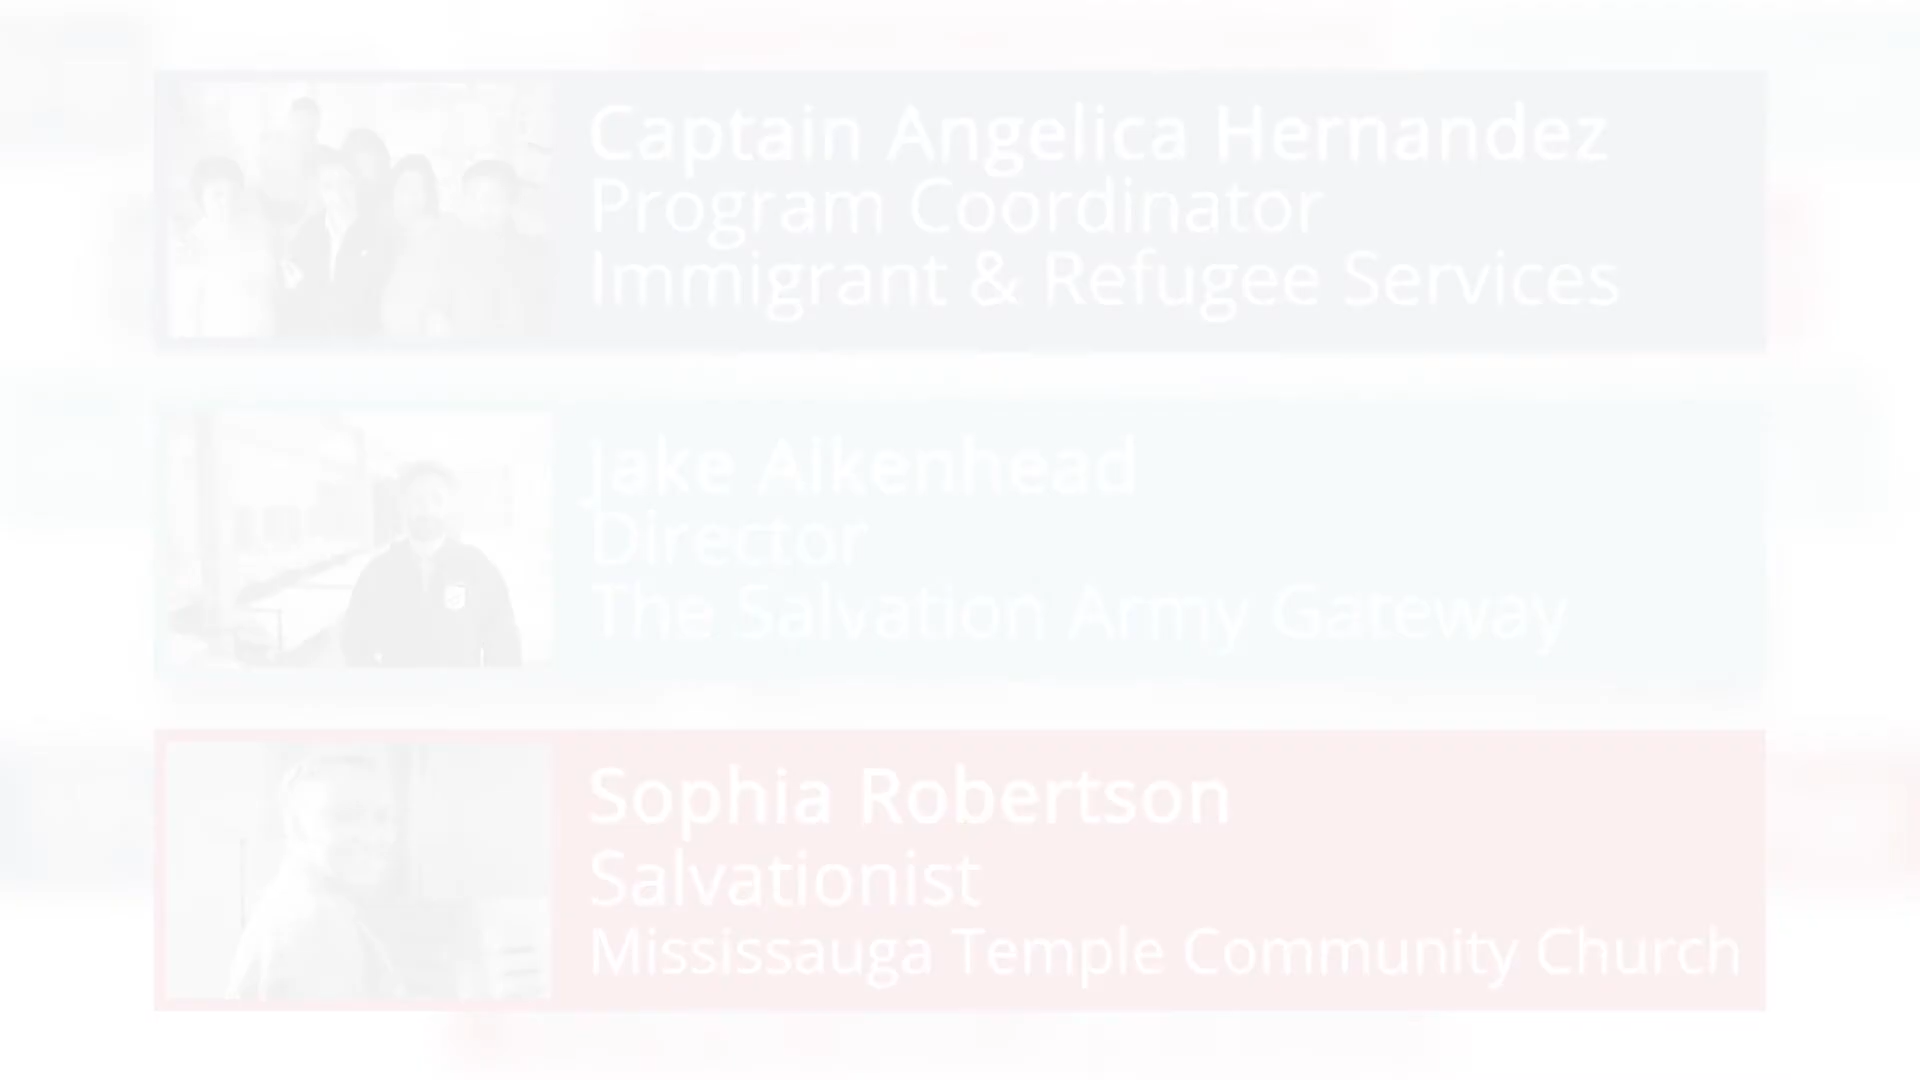 Captain Angelica Hernandez
Program Coordinator
Immigrant & Refugee Services
Jake Aikenhead
Director
The Salvation Army Gateway
Sophia Robertson
Salvationist
Mississauga Temple Community Church